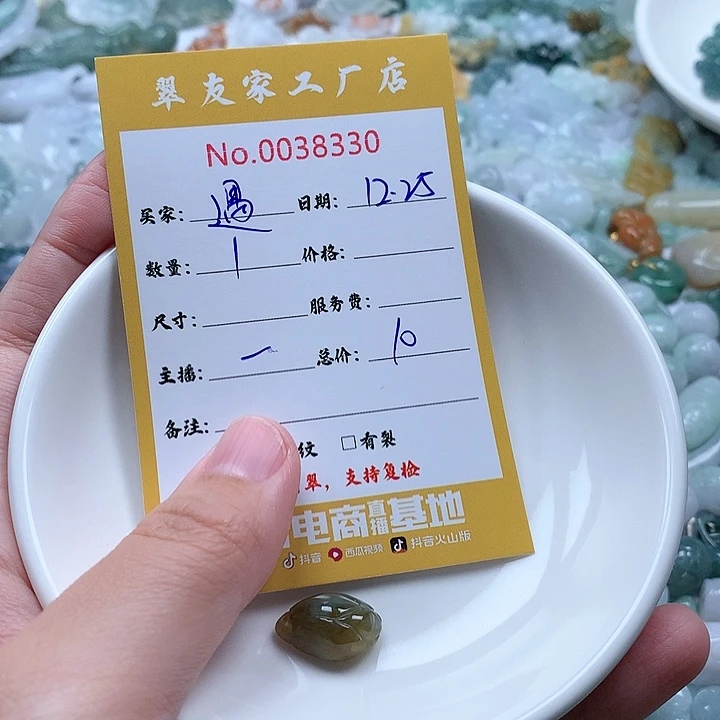 翠友家工厂店
No.0038330
买家: 過 日期: 12.25
数量: 1 价格:
尺寸: 服务费:
主播: 一 总价: 10
备注:
纹 □有裂
翠，支持复检
电商直播基地
抖音 西瓜视频 抖音火山版